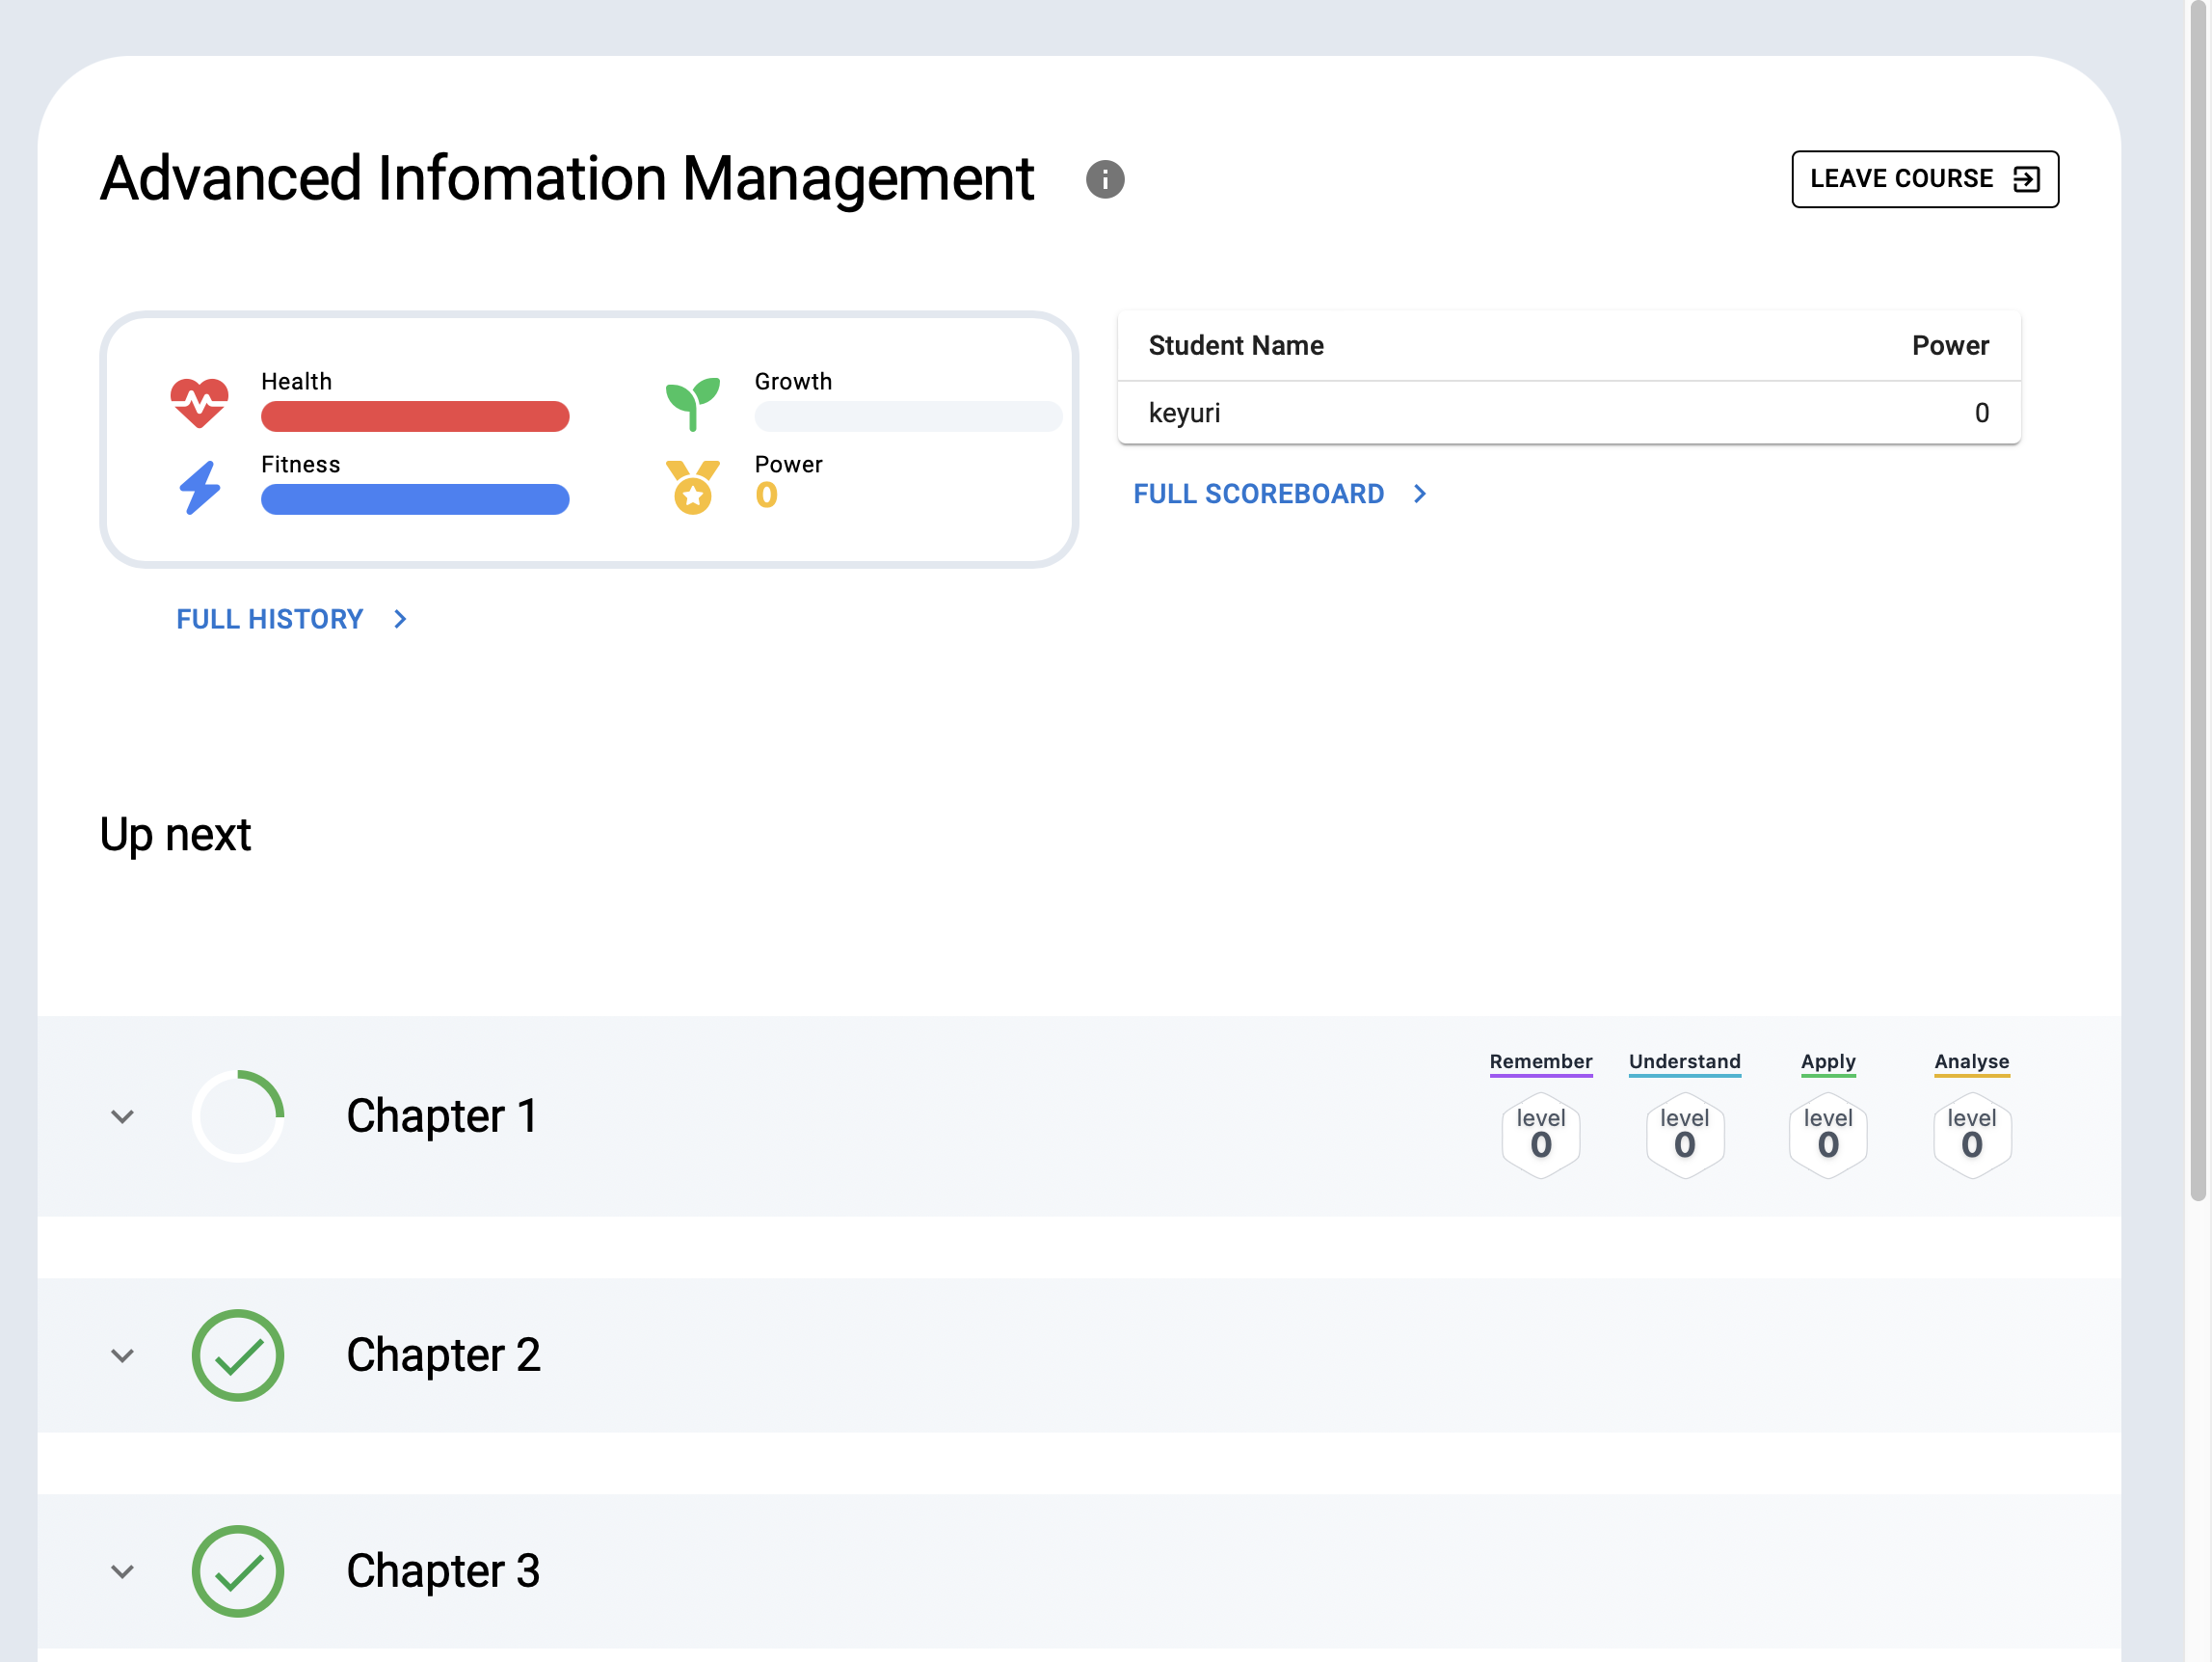 Advanced Infomation Management
LEAVE COURSE
Health
Growth
Fitness
Power
0
FULL HISTORY
Student Name Power
keyuri 0
FULL SCOREBOARD
Up next
Chapter 1
Remember Understand Apply Analyse
level level level level
0 0 0 0
Chapter 2
Chapter 3